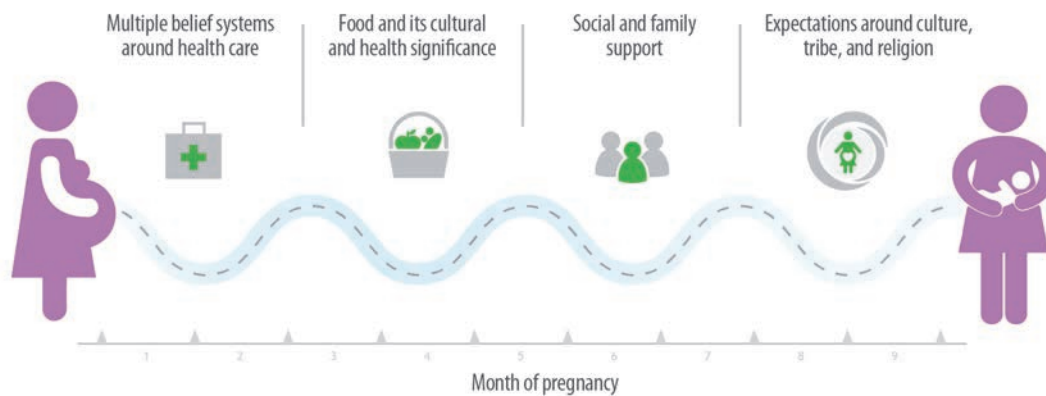 Multiple belief systems
around health care
Food and its cultural
and health significance
Social and family
support
Expectations around culture,
tribe, and religion
1 2 3 4 5 6 7 8 9
Month of pregnancy